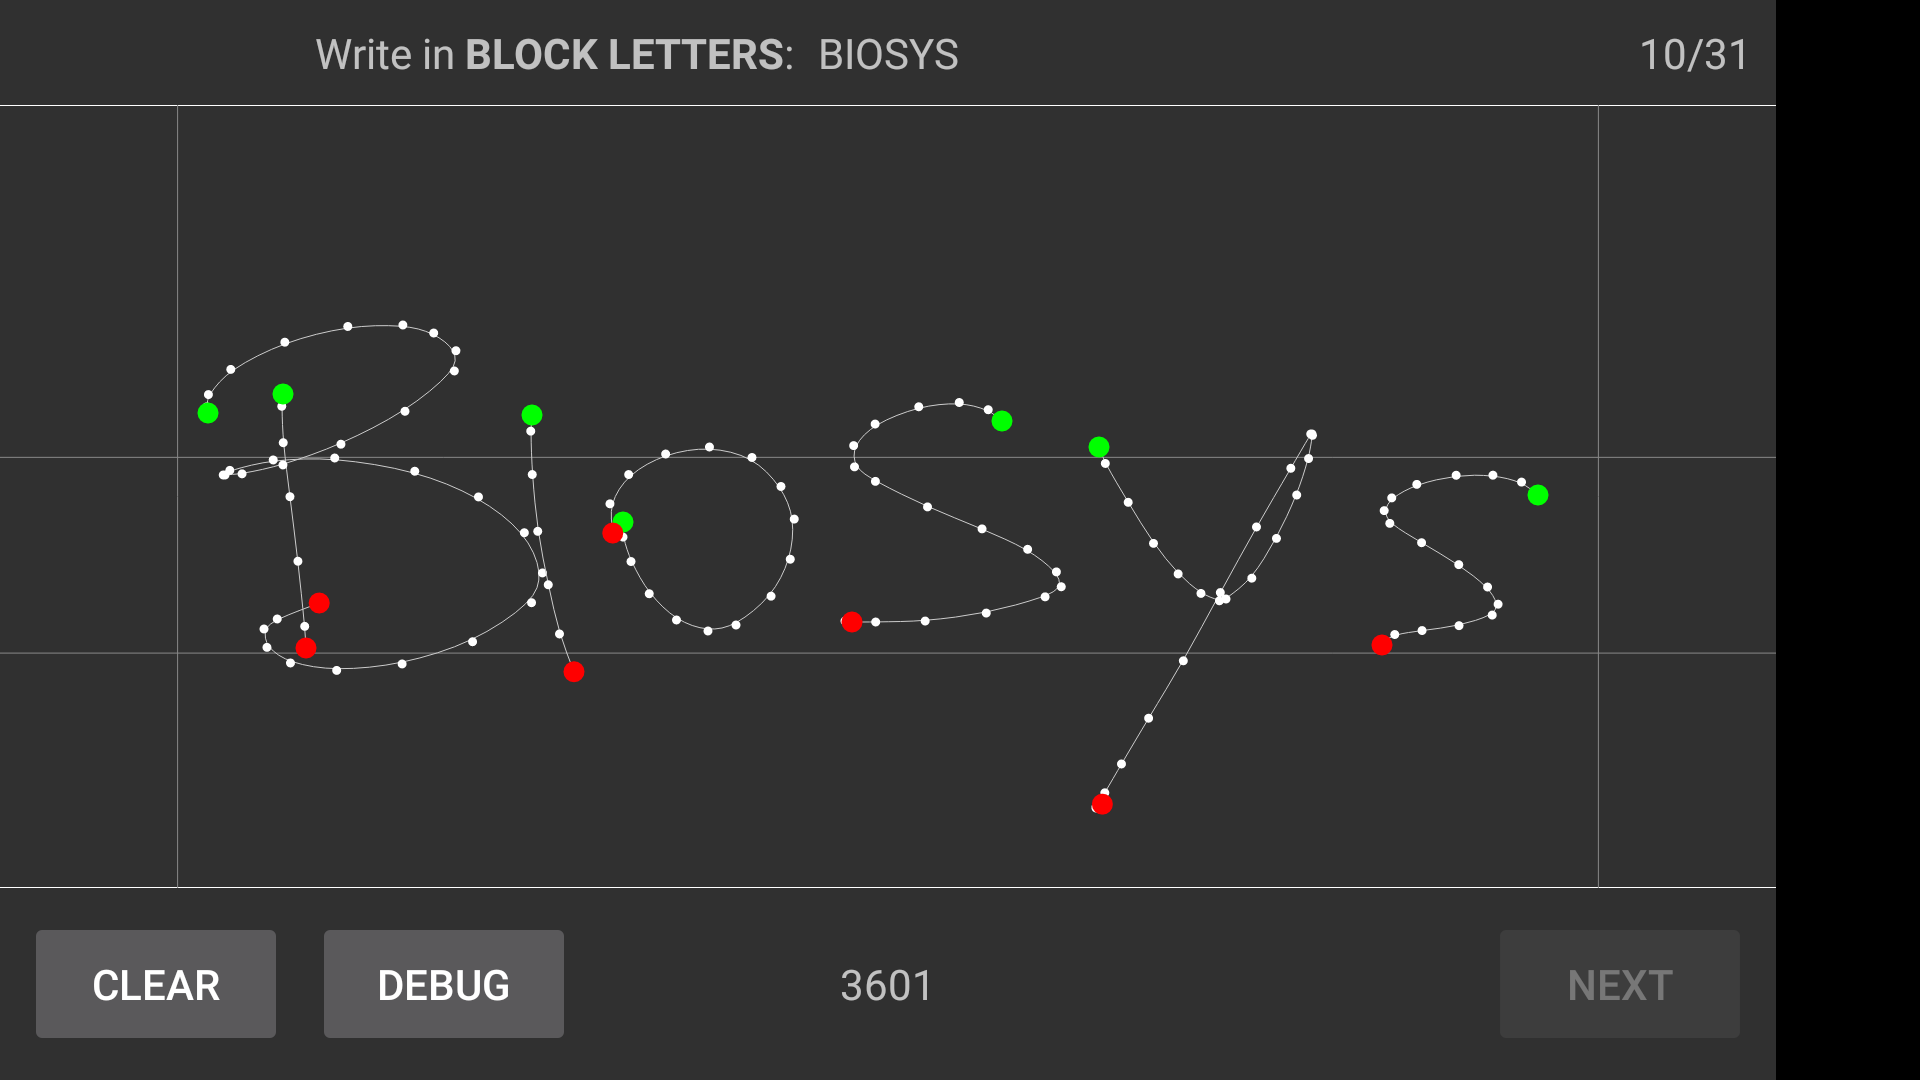 Write in BLOCK LETTERS: BIOSYS
10/31
BIOSYS
CLEAR
DEBUG
3601
NEXT